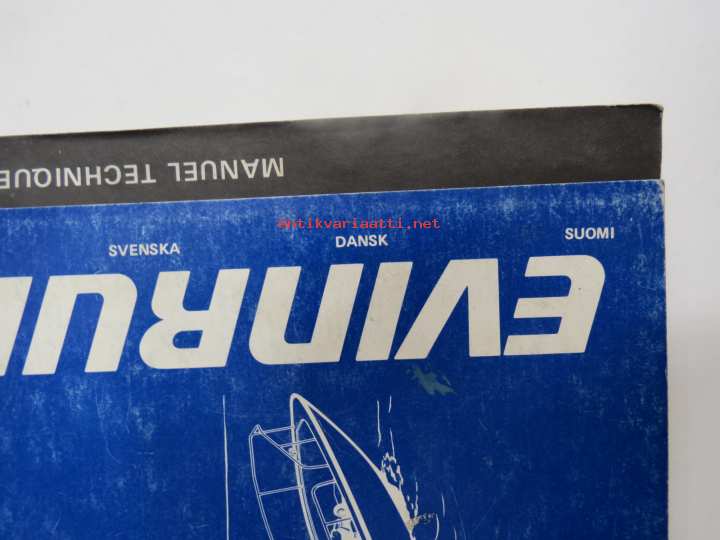 MANUEL TECHNIQUE
antikvariaatti.net
SVENSKA DANSK SUOMI
EVINRU